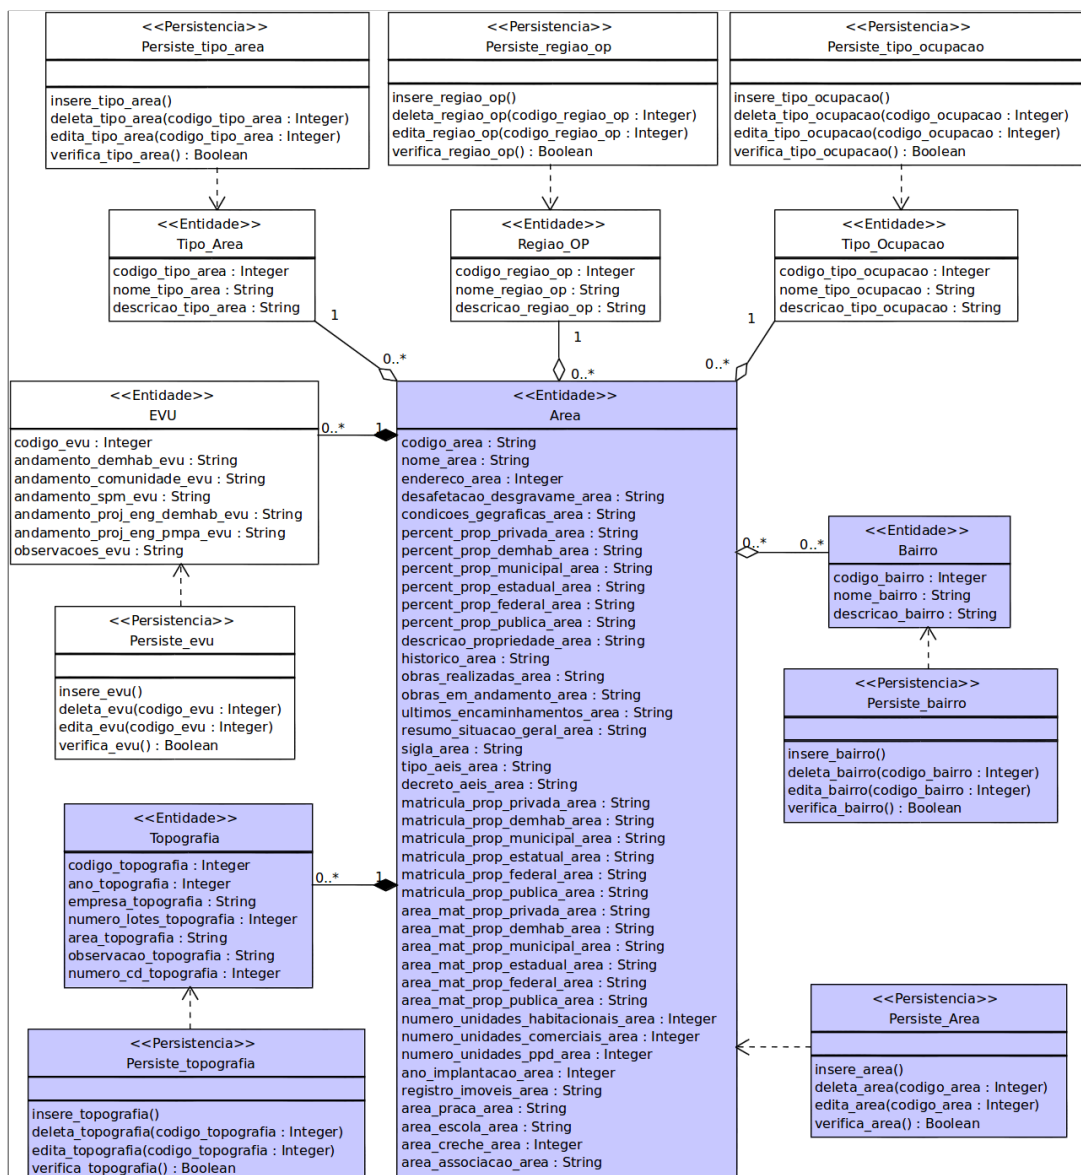 <<Persistencia>>
Persiste_tipo_area
insere_tipo_area()
deleta_tipo_area(codigo_tipo_area : Integer)
edita_tipo_area(codigo_tipo_area : Integer)
verifica_tipo_area() : Boolean
<<Persistencia>>
Persiste_regiao_op
insere_regiao_op()
deleta_regiao_op(codigo_regiao_op : Integer)
edita_regiao_op(codigo_regiao_op : Integer)
verifica_regiao_op() : Boolean
<<Persistencia>>
Persiste_tipo_ocupacao
insere_tipo_ocupacao()
deleta_tipo_ocupacao(codigo_ocupacao : Integer)
edita_tipo_ocupacao(codigo_ocupacao : Integer)
verifica_tipo_ocupacao() : Boolean
<<Entidade>>
Tipo_Area
codigo_tipo_area : Integer
nome_tipo_area : String
descricao_tipo_area : String
<<Entidade>>
Regiao_OP
codigo_regiao_op : Integer
nome_regiao_op : String
descricao_regiao_op : String
<<Entidade>>
Tipo_Ocupacao
codigo_tipo_ocupacao : Integer
nome_tipo_ocupacao : String
descricao_tipo_ocupacao : String
1
0..*
1
0..*
1
0..*
<<Entidade>>
EVU
codigo_evu : Integer
andamento_demhab_evu : String
andamento_comunidade_evu : String
andamento_spm_evu : String
andamento_proj_eng_demhab_evu : String
andamento_proj_eng_pmpa_evu : String
observacoes_evu : String
0..*
1
<<Persistencia>>
Persiste_evu
insere_evu()
deleta_evu(codigo_evu : Integer)
edita_evu(codigo_evu : Integer)
verifica_evu() : Boolean
<<Entidade>>
Topografia
codigo_topografia : Integer
ano_topografia : Integer
empresa_topografia : String
numero_lotes_topografia : Integer
area_topografia : String
observacao_topografia : String
numero_cd_topografia : Integer
0..*
1
<<Persistencia>>
Persiste_topografia
insere_topografia()
deleta_topografia(codigo_topografia : Integer)
edita_topografia(codigo_topografia : Integer)
verifica_topografia() : Boolean
<<Entidade>>
Area
codigo_area : String
nome_area : String
endereco_area : Integer
desafetacao_desgravame_area : String
condicoes_gegraficas_area : String
percent_prop_privada_area : String
percent_prop_demhab_area : String
percent_prop_municipal_area : String
percent_prop_estadual_area : String
percent_prop_federal_area : String
percent_prop_publica_area : String
descricao_propriedade_area : String
historico_area : String
obras_realizadas_area : String
obras_em_andamento_area : String
ultimos_encaminhamentos_area : String
resumo_situacao_geral_area : String
sigla_area : String
tipo_aeis_area : String
decreto_aeis_area : String
matricula_prop_privada_area : String
matricula_prop_demhab_area : String
matricula_prop_municipal_area : String
matricula_prop_estatual_area : String
matricula_prop_federal_area : String
matricula_prop_publica_area : String
area_mat_prop_privada_area : String
area_mat_prop_demhab_area : String
area_mat_prop_municipal_area : String
area_mat_prop_estadual_area : String
area_mat_prop_federal_area : String
area_mat_prop_publica_area : String
numero_unidades_habitacionais_area : Integer
numero_unidades_comerciais_area : Integer
numero_unidades_ppd_area : Integer
ano_implantacao_area : Integer
registro_imoveis_area : String
area_praca_area : String
area_escola_area : String
area_creche_area : Integer
area_associacao_area : String
0..*
0..*
<<Entidade>>
Bairro
codigo_bairro : Integer
nome_bairro : String
descricao_bairro : String
<<Persistencia>>
Persiste_bairro
insere_bairro()
deleta_bairro(codigo_bairro : Integer)
edita_bairro(codigo_bairro : Integer)
verifica_bairro() : Boolean
<<Persistencia>>
Persiste_Area
insere_area()
deleta_area(codigo_area : Integer)
edita_area(codigo_area : Integer)
verifica_area() : Boolean